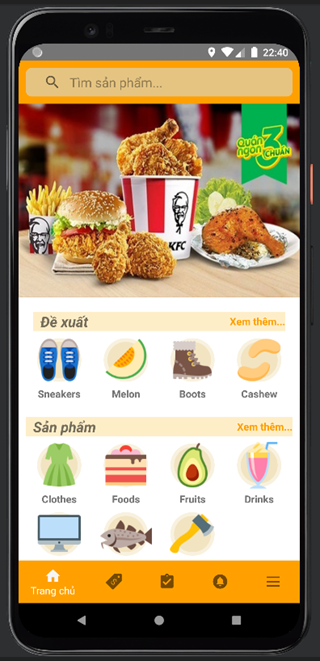 22:40
Tìm sản phẩm...
Quán
ngon
3
CHUẨN
KFC
Đề xuất Xem thêm...
Sneakers Melon Boots Cashew
Sản phẩm Xem thêm...
Clothes Foods Fruits Drinks
Trang chủ